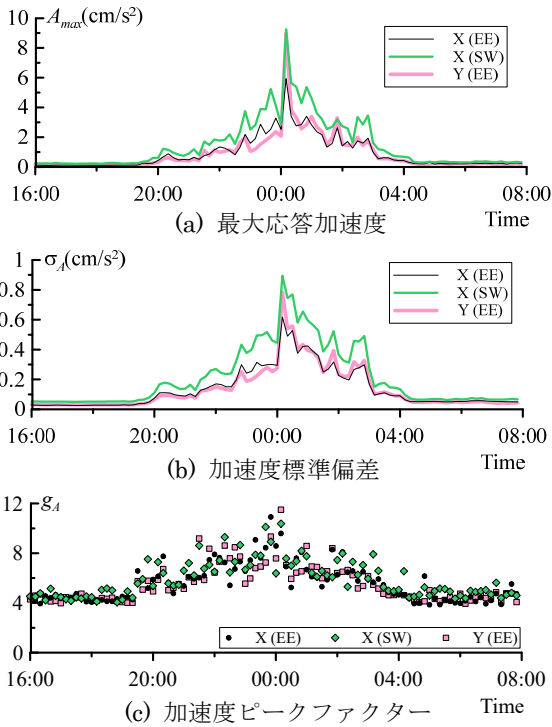 A_max(cm/s²)
X (EE)
X (SW)
Y (EE)
10
8
6
4
2
0
16:00 20:00 00:00 04:00 08:00
Time
(a) 最大応答加速度
σ_A(cm/s²)
X (EE)
X (SW)
Y (EE)
1
0.8
0.6
0.4
0.2
0
16:00 20:00 00:00 04:00 08:00
Time
(b) 加速度標準偏差
g_A
12
8
4
0
X (EE) X (SW) Y (EE)
16:00 20:00 00:00 04:00 08:00
Time
(c) 加速度ピークファクター